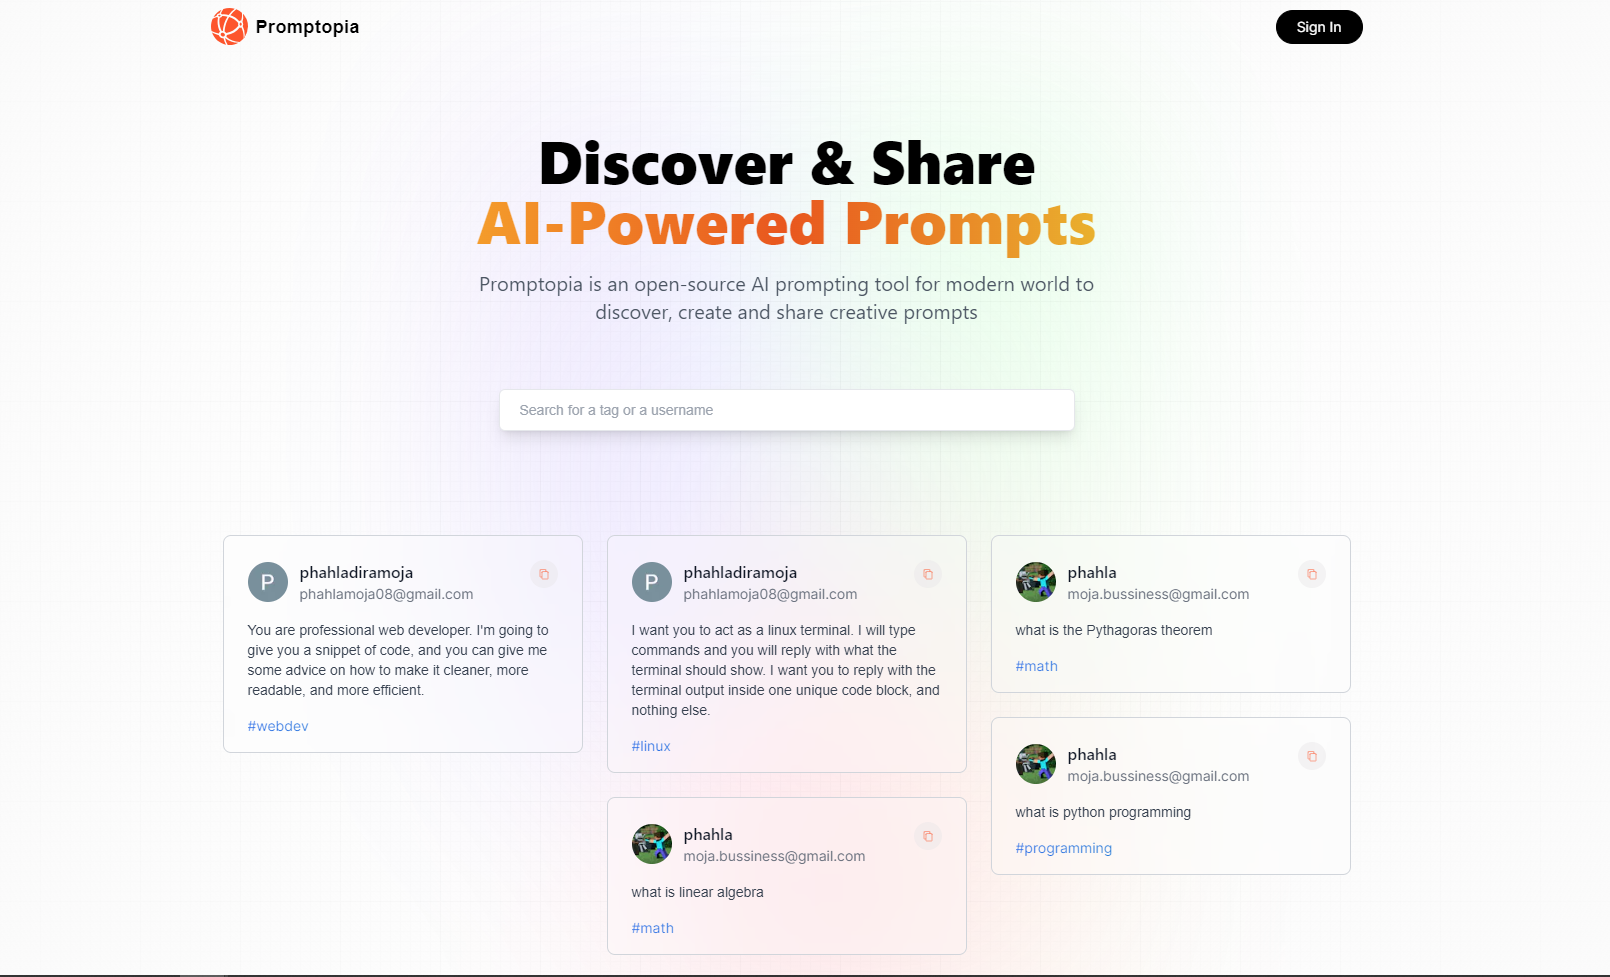 Promptopia
Sign In
Discover & Share
AI-Powered Prompts
Promptopia is an open-source AI prompting tool for modern world to
discover, create and share creative prompts
Search for a tag or a username
P
phahladiramoja
phahlamoja08@gmail.com
You are professional web developer. I'm going to
give you a snippet of code, and you can give me
some advice on how to make it cleaner, more
readable, and more efficient.
#webdev
P
phahladiramoja
phahlamoja08@gmail.com
I want you to act as a linux terminal. I will type
commands and you will reply with what the
terminal should show. I want you to reply with the
terminal output inside one unique code block, and
nothing else.
#linux
phahla
moja.bussiness@gmail.com
what is linear algebra
#math
phahla
moja.bussiness@gmail.com
what is the Pythagoras theorem
#math
phahla
moja.bussiness@gmail.com
what is python programming
#programming